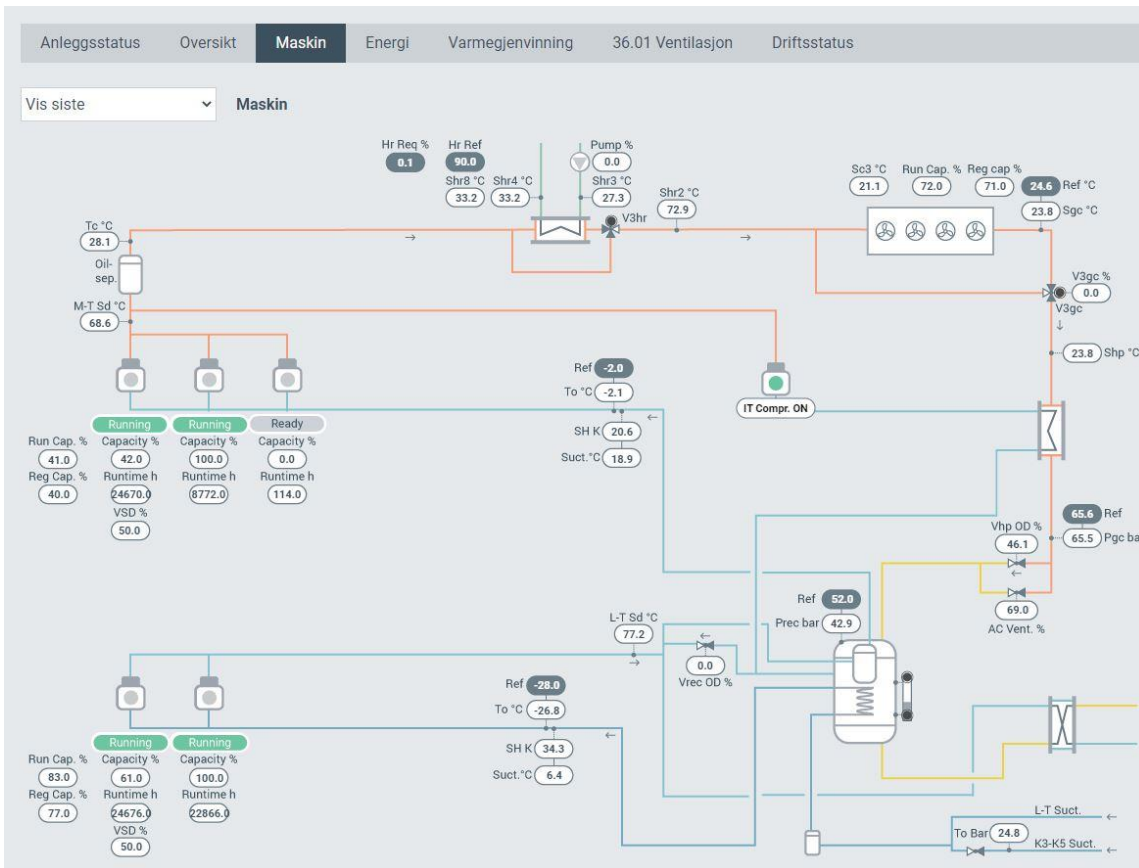 Anleggsstatus Oversikt Maskin Energi Varmegjenvinning 36.01 Ventilasjon Driftsstatus
Vis siste Maskin
Hr Req % Hr Ref Pump %
0.1 90.0 0.0
Shr8 °C Shr4 °C Shr3 °C
33.2 33.2 27.3
Shr2 °C
72.9
V3hr
Sc3 °C Run Cap. % Reg cap %
21.1 72.0 71.0 24.6 Ref °C
23.8 Sgc °C
Tc °C
28.1
Oil-
sep.
M-T Sd °C
68.6
V3gc %
0.0
V3gc
23.8 Shp °C
Ref -2.0
To °C -2.1
SH K 20.6
Suct.°C 18.9
IT Compr. ON
Running Running Ready
Run Cap. % Capacity % Capacity % Capacity %
41.0 42.0 100.0 0.0
Reg Cap. % Runtime h Runtime h Runtime h
40.0 24670.0 8772.0 114.0
VSD %
50.0
65.6 Ref
65.5 Pgc ba
Vhp OD %
46.1
69.0
AC Vent. %
Ref 52.0
Prec bar 42.9
L-T Sd °C
77.2
0.0
Vrec OD %
Ref -28.0
To °C -26.8
SH K 34.3
Suct.°C 6.4
Running Running
Run Cap. % Capacity % Capacity %
83.0 61.0 100.0
Reg Cap. % Runtime h Runtime h
77.0 24676.0 22866.0
VSD %
50.0
L-T Suct.
To Bar 24.8
K3-K5 Suct.